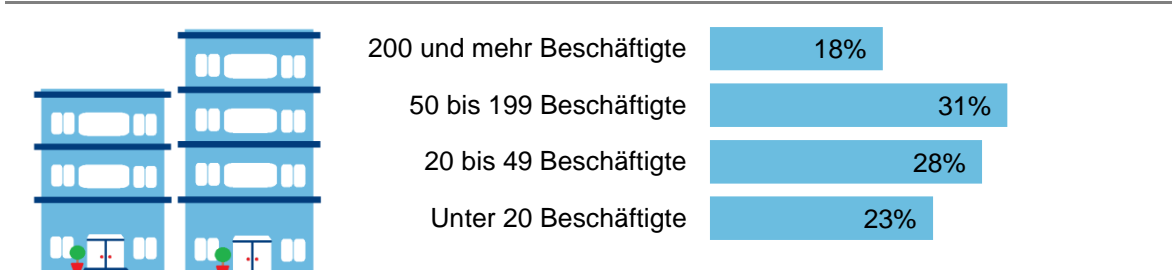 200 und mehr Beschäftigte 18%
50 bis 199 Beschäftigte 31%
20 bis 49 Beschäftigte 28%
Unter 20 Beschäftigte 23%